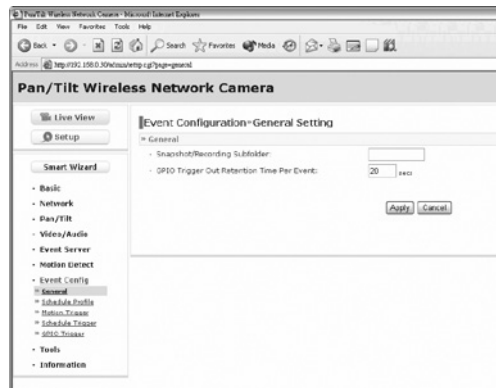 Pan/Tilt Wireless Network Camera - Microsoft Internet Explorer
File Edit View Favorites Tools Help
Back Search Favorites Media
Address
Pan/Tilt Wireless Network Camera
Live View
Setup
Smart Wizard
- Basic
- Network
- Pan/Tilt
- Video/Audio
- Event Server
- Motion Detect
- Event Config
» General
» Schedule Profile
» Motion Trigger
» Schedule Trigger
» GPIO Trigger
- Tools
- Information
Event Configuration»General Setting
» General
- Snapshot/Recording Subfolder:
- GPIO Trigger Out Retention Time Per Event: 20 secs
Apply Cancel